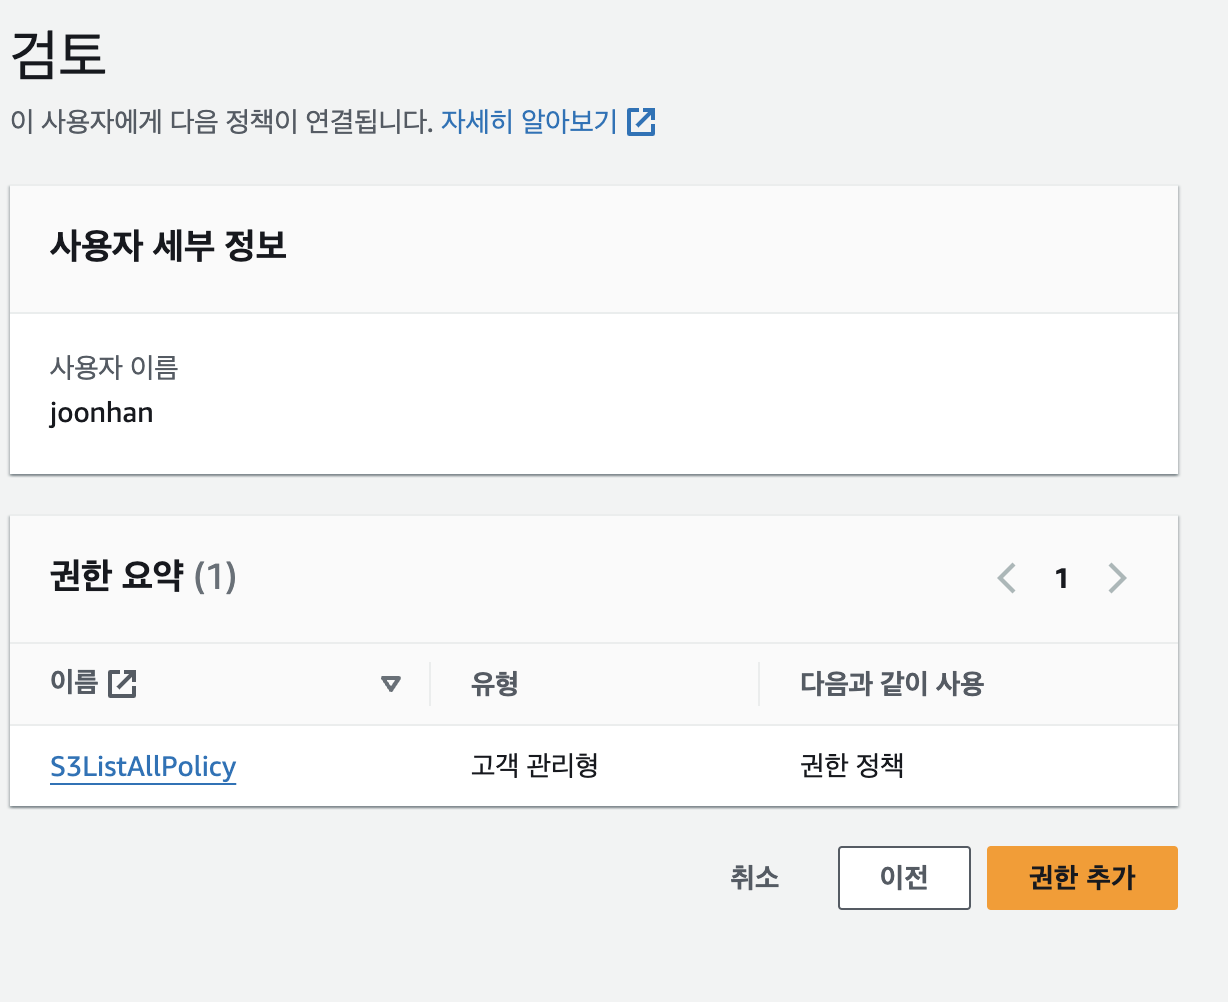 검토
이 사용자에게 다음 정책이 연결됩니다. 자세히 알아보기
사용자 세부 정보
사용자 이름
joonhan
권한 요약 (1)
1
이름 유형 다음과 같이 사용
S3ListAllPolicy 고객 관리형 권한 정책
취소 이전 권한 추가